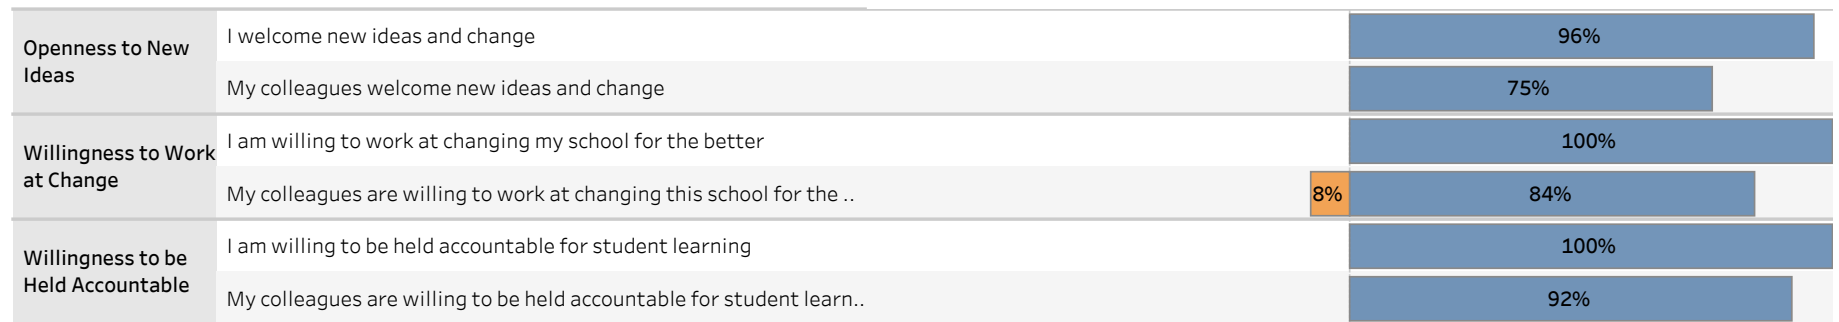 Openness to New
Ideas
I welcome new ideas and change
96%
My colleagues welcome new ideas and change
75%
Willingness to Work
at Change
I am willing to work at changing my school for the better
100%
My colleagues are willing to work at changing this school for the ..
8%
84%
Willingness to be
Held Accountable
I am willing to be held accountable for student learning
100%
My colleagues are willing to be held accountable for student learn..
92%